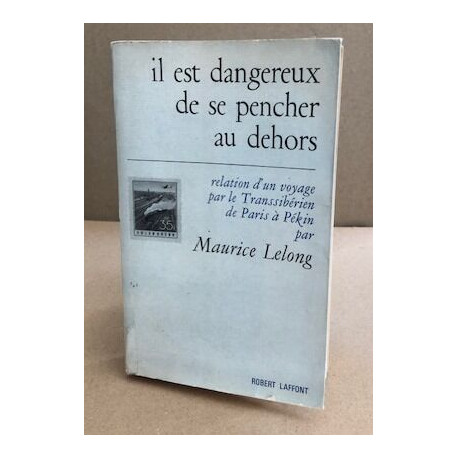 il est dangereux
de se pencher
au dehors
relation d'un voyage
par le Transsibérien
de Paris à Pékin
par
Maurice Lelong
35
ROBERT LAFFONT